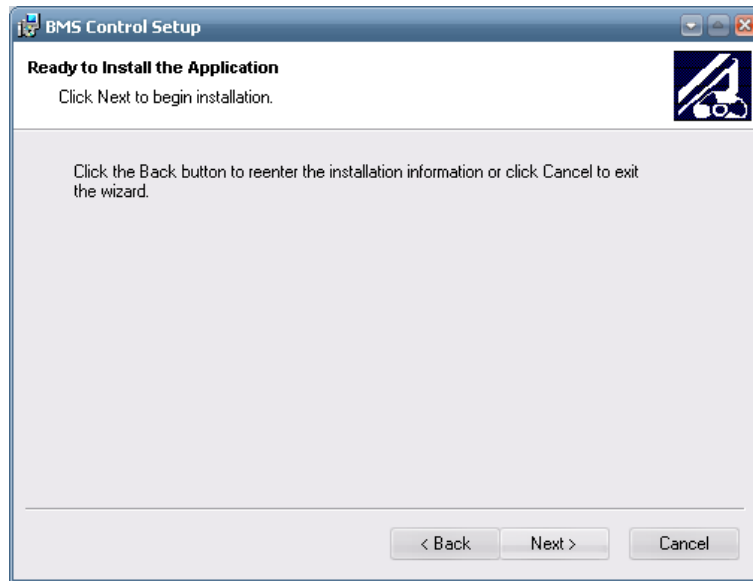 BMS Control Setup
Ready to Install the Application
Click Next to begin installation.
Click the Back button to reenter the installation information or click Cancel to exit
the wizard.
< Back
Next >
Cancel